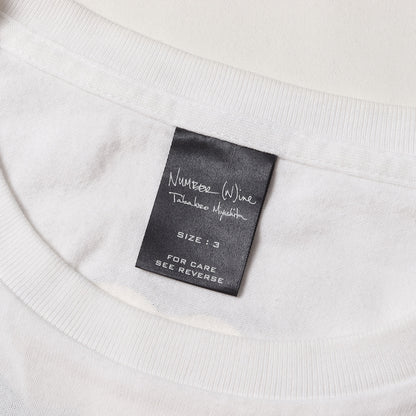 NUMBER (N)ine
Takahiro Miyashita
SIZE : 3
FOR CARE
SEE REVERSE